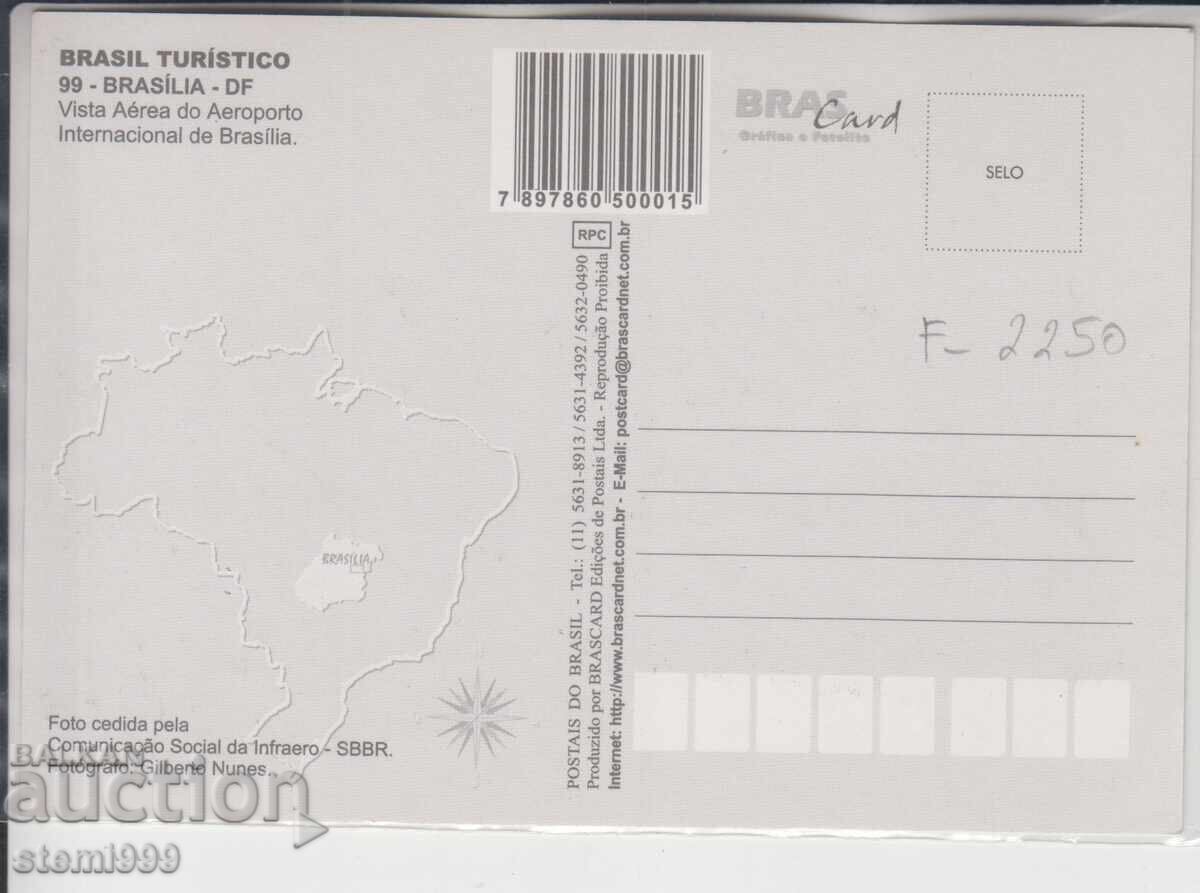 BRASIL TURÍSTICO
99 - BRASÍLIA - DF
Vista Aérea do Aeroporto
Internacional de Brasília.
7 897860 500015
BRAS Card
Gráfica e Fotolito
SELO
F- 2250
RPC
POSTAIS DO BRASIL - Tel.: (11) 5631-8913 / 5631-4392 / 5632-0490
Produzido por BRASCARD Edições de Postais Ltda. - Reprodução Proibida
Internet: http://www.brascardnet.com.br - E-Mail: postcard@brascardnet.com.br
BRASÍLIA
Foto cedida pela
Comunicação Social da Infraero - SBBR.
Fotógrafo: Gilberto Nunes.
BALKAN
auction
stemi999